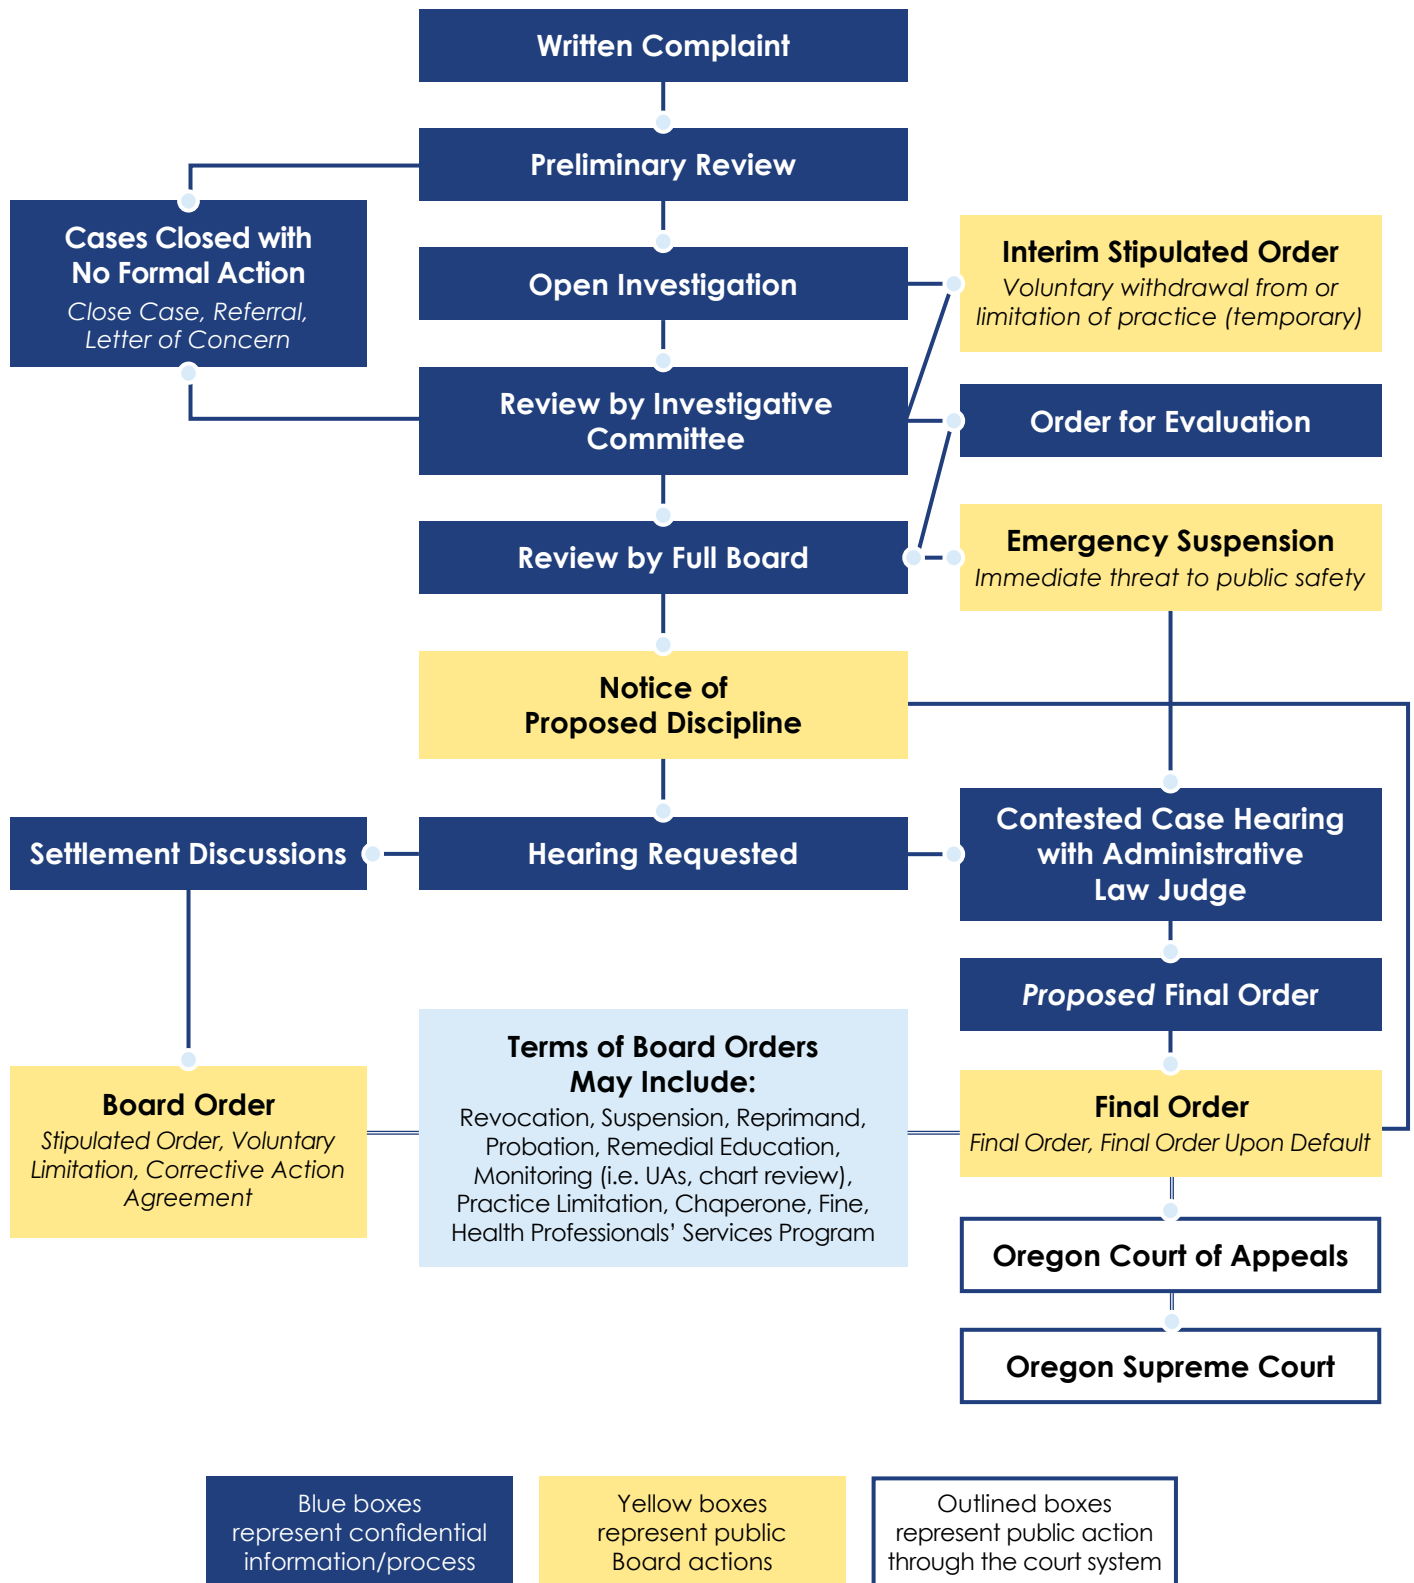 Written Complaint
Preliminary Review
Cases Closed with
No Formal Action
Close Case, Referral,
Letter of Concern
Open Investigation
Interim Stipulated Order
Voluntary withdrawal from or
limitation of practice (temporary)
Review by Investigative
Committee
Order for Evaluation
Review by Full Board
Emergency Suspension
Immediate threat to public safety
Notice of
Proposed Discipline
Settlement Discussions
Hearing Requested
Contested Case Hearing
with Administrative
Law Judge
Proposed Final Order
Board Order
Stipulated Order, Voluntary
Limitation, Corrective Action
Agreement
Terms of Board Orders
May Include:
Revocation, Suspension, Reprimand,
Probation, Remedial Education,
Monitoring (i.e. UAs, chart review),
Practice Limitation, Chaperone, Fine,
Health Professionals’ Services Program
Final Order
Final Order, Final Order Upon Default
Oregon Court of Appeals
Oregon Supreme Court
Blue boxes
represent confidential
information/process
Yellow boxes
represent public
Board actions
Outlined boxes
represent public action
through the court system